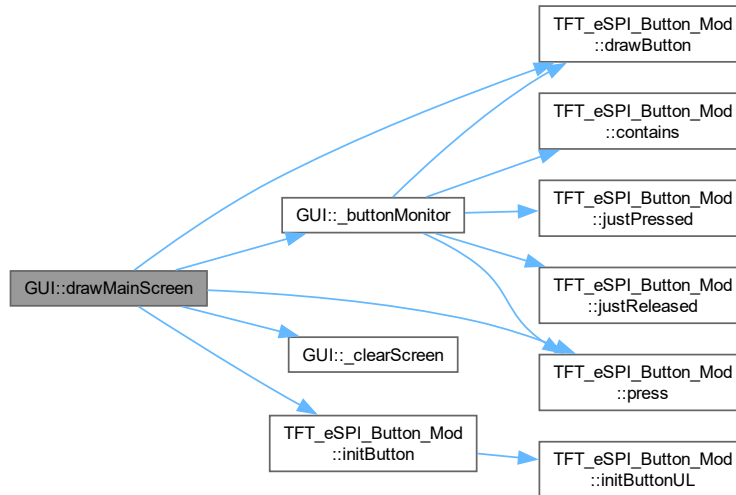 TFT_eSPI_Button_Mod
::drawButton
TFT_eSPI_Button_Mod
::contains
GUI::_buttonMonitor
TFT_eSPI_Button_Mod
::justPressed
GUI::drawMainScreen
TFT_eSPI_Button_Mod
::justReleased
GUI::_clearScreen
TFT_eSPI_Button_Mod
::press
TFT_eSPI_Button_Mod
::initButton
TFT_eSPI_Button_Mod
::initButtonUL